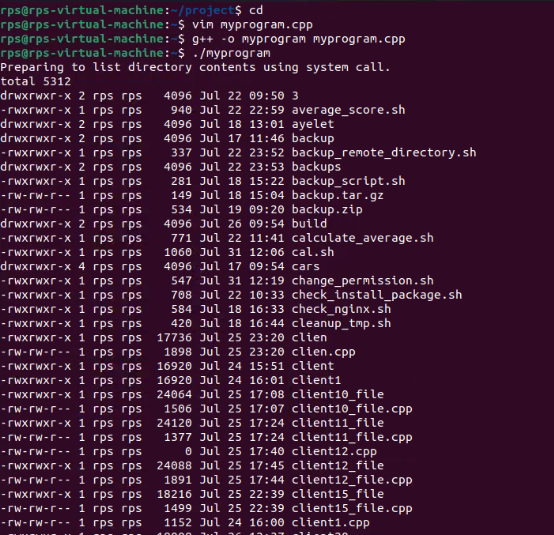 rps@rps-virtual-machine:~/project$ cd
rps@rps-virtual-machine:~$ vim myprogram.cpp
rps@rps-virtual-machine:~$ g++ -o myprogram myprogram.cpp
rps@rps-virtual-machine:~$ ./myprogram
Preparing to list directory contents using system call.
total 5312
drwxrwxr-x 2 rps rps 4096 Jul 22 09:50 3
-rwxrwxr-x 1 rps rps 940 Jul 22 22:59 average_score.sh
drwxrwxr-x 2 rps rps 4096 Jul 18 13:01 ayelet
drwxrwxr-x 2 rps rps 4096 Jul 17 11:46 backup
-rwxrwxr-x 1 rps rps 337 Jul 22 23:52 backup_remote_directory.sh
drwxrwxr-x 2 rps rps 4096 Jul 22 23:53 backups
-rwxrwxr-x 1 rps rps 281 Jul 18 15:22 backup_script.sh
-rw-rw-r-- 1 rps rps 149 Jul 18 15:04 backup.tar.gz
-rw-rw-r-- 1 rps rps 534 Jul 19 09:20 backup.zip
drwxrwxr-x 2 rps rps 4096 Jul 26 09:54 build
-rwxrwxr-x 1 rps rps 771 Jul 22 11:41 calculate_average.sh
-rwxrwxr-x 1 rps rps 1060 Jul 31 12:06 cal.sh
drwxrwxr-x 4 rps rps 4096 Jul 17 09:54 cars
-rwxrwxr-x 1 rps rps 547 Jul 31 12:19 change_permission.sh
-rwxrwxr-x 1 rps rps 708 Jul 22 10:33 check_install_package.sh
-rwxrwxr-x 1 rps rps 584 Jul 18 16:33 check_nginx.sh
-rwxrwxr-x 1 rps rps 420 Jul 18 16:44 cleanup_tmp.sh
-rwxrwxr-x 1 rps rps 17736 Jul 25 23:20 clien
-rw-rw-r-- 1 rps rps 1898 Jul 25 23:20 clien.cpp
-rwxrwxr-x 1 rps rps 16920 Jul 24 15:51 client
-rwxrwxr-x 1 rps rps 16920 Jul 24 16:01 client1
-rwxrwxr-x 1 rps rps 24064 Jul 25 17:08 client10_file
-rw-rw-r-- 1 rps rps 1506 Jul 25 17:07 client10_file.cpp
-rwxrwxr-x 1 rps rps 24120 Jul 25 17:24 client11_file
-rw-rw-r-- 1 rps rps 1377 Jul 25 17:24 client11_file.cpp
-rw-rw-r-- 1 rps rps 0 Jul 25 17:40 client12.cpp
-rwxrwxr-x 1 rps rps 24088 Jul 25 17:45 client12_file
-rw-rw-r-- 1 rps rps 1891 Jul 25 17:44 client12_file.cpp
-rwxrwxr-x 1 rps rps 18216 Jul 25 22:39 client15_file
-rw-rw-r-- 1 rps rps 1499 Jul 25 22:39 client15_file.cpp
-rw-rw-r-- 1 rps rps 1152 Jul 24 16:00 client1.cpp